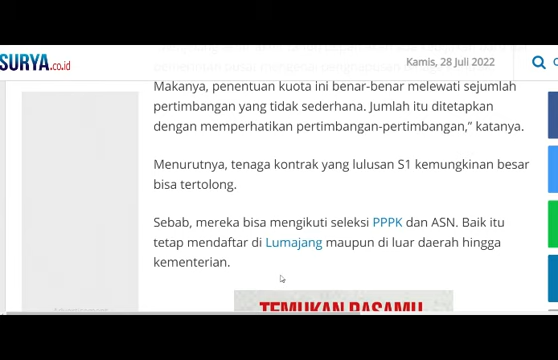 SURYA.co.id
Kamis, 28 Juli 2022
Makanya, penentuan kuota ini benar-benar melewati sejumlah
pertimbangan yang tidak sederhana. Jumlah itu ditetapkan
dengan memperhatikan pertimbangan-pertimbangan,” katanya.
Menurutnya, tenaga kontrak yang lulusan S1 kemungkinan besar
bisa tertolong.
Sebab, mereka bisa mengikuti seleksi PPPK dan ASN. Baik itu
tetap mendaftar di Lumajang maupun di luar daerah hingga
kementerian.
TEMUKAN RASAMU